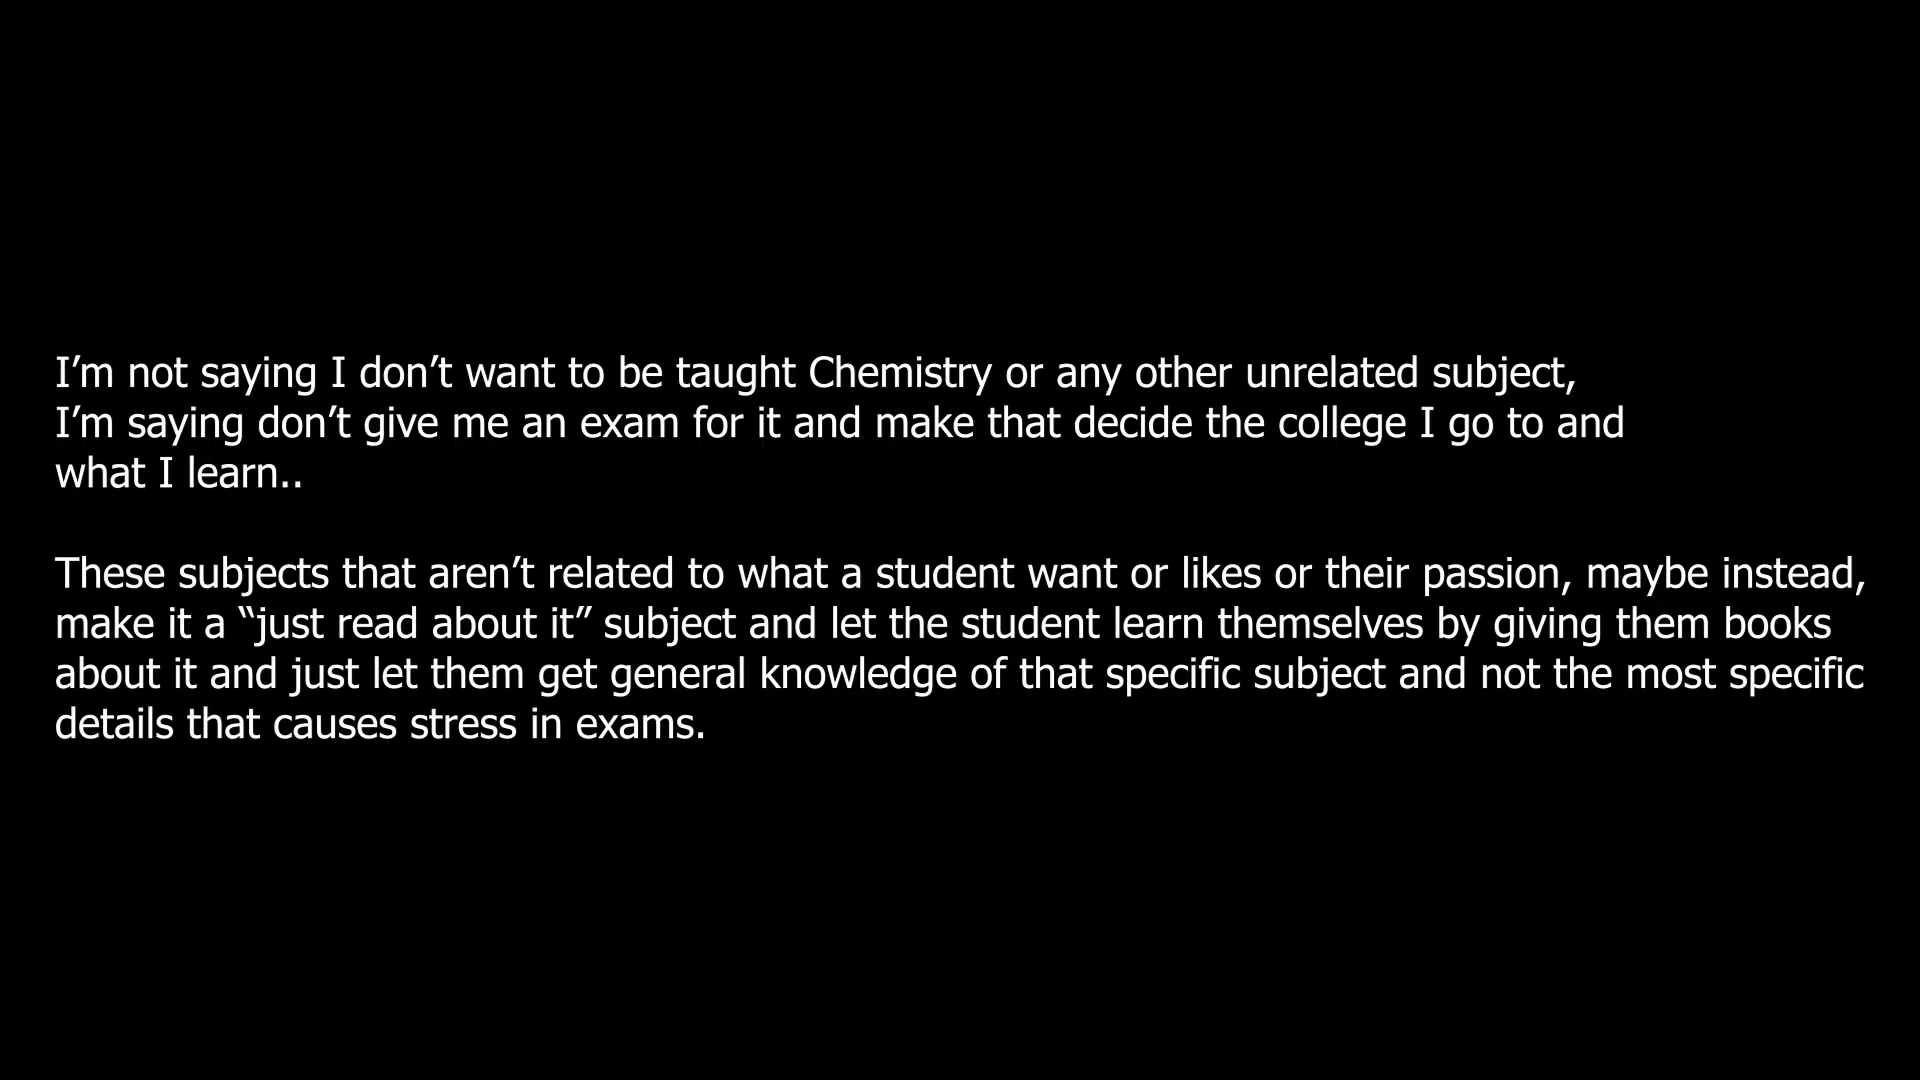 I’m not saying I don’t want to be taught Chemistry or any other unrelated subject,
I’m saying don’t give me an exam for it and make that decide the college I go to and
what I learn..
These subjects that aren’t related to what a student want or likes or their passion, maybe instead,
make it a “just read about it” subject and let the student learn themselves by giving them books
about it and just let them get general knowledge of that specific subject and not the most specific
details that causes stress in exams.